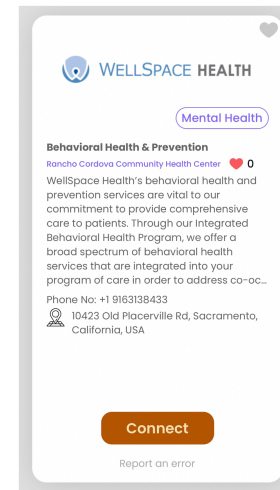 WELLSPACE HEALTH
Mental Health
Behavioral Health & Prevention
Rancho Cordova Community Health Center 0
WellSpace Health's behavioral health and
prevention services are vital to our
commitment to provide comprehensive
care to patients. Through our Integrated
Behavioral Health Program, we offer a
broad spectrum of behavioral health
services that are integrated into your
program of care in order to address co-oc...
Phone No: +1 9163138433
10423 Old Placerville Rd, Sacramento,
California, USA
Connect
Report an error